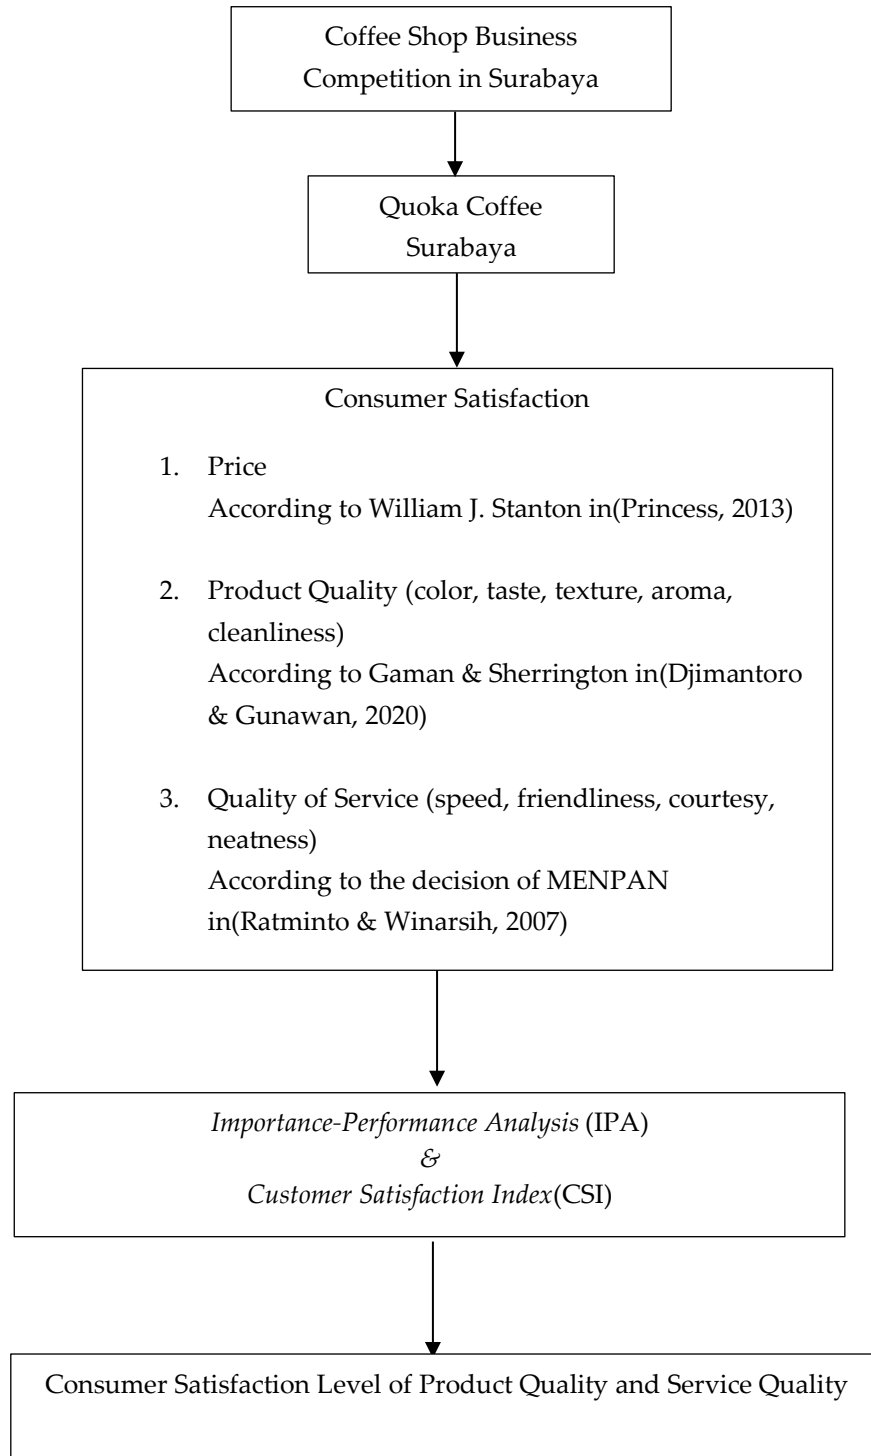 Coffee Shop Business
Competition in Surabaya
Quoka Coffee
Surabaya
Consumer Satisfaction
1. Price
According to William J. Stanton in(Princess, 2013)
2. Product Quality (color, taste, texture, aroma,
cleanliness)
According to Gaman & Sherrington in(Djimantoro
& Gunawan, 2020)
3. Quality of Service (speed, friendliness, courtesy,
neatness)
According to the decision of MENPAN
in(Ratminto & Winarsih, 2007)
Importance-Performance Analysis (IPA)
&
Customer Satisfaction Index(CSI)
Consumer Satisfaction Level of Product Quality and Service Quality